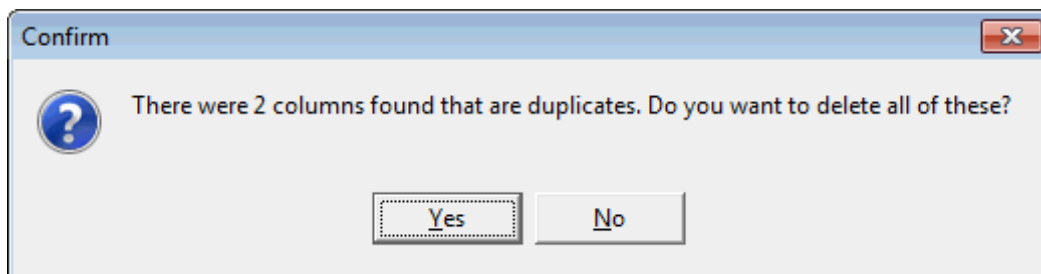 Confirm
There were 2 columns found that are duplicates. Do you want to delete all of these?
Yes
No